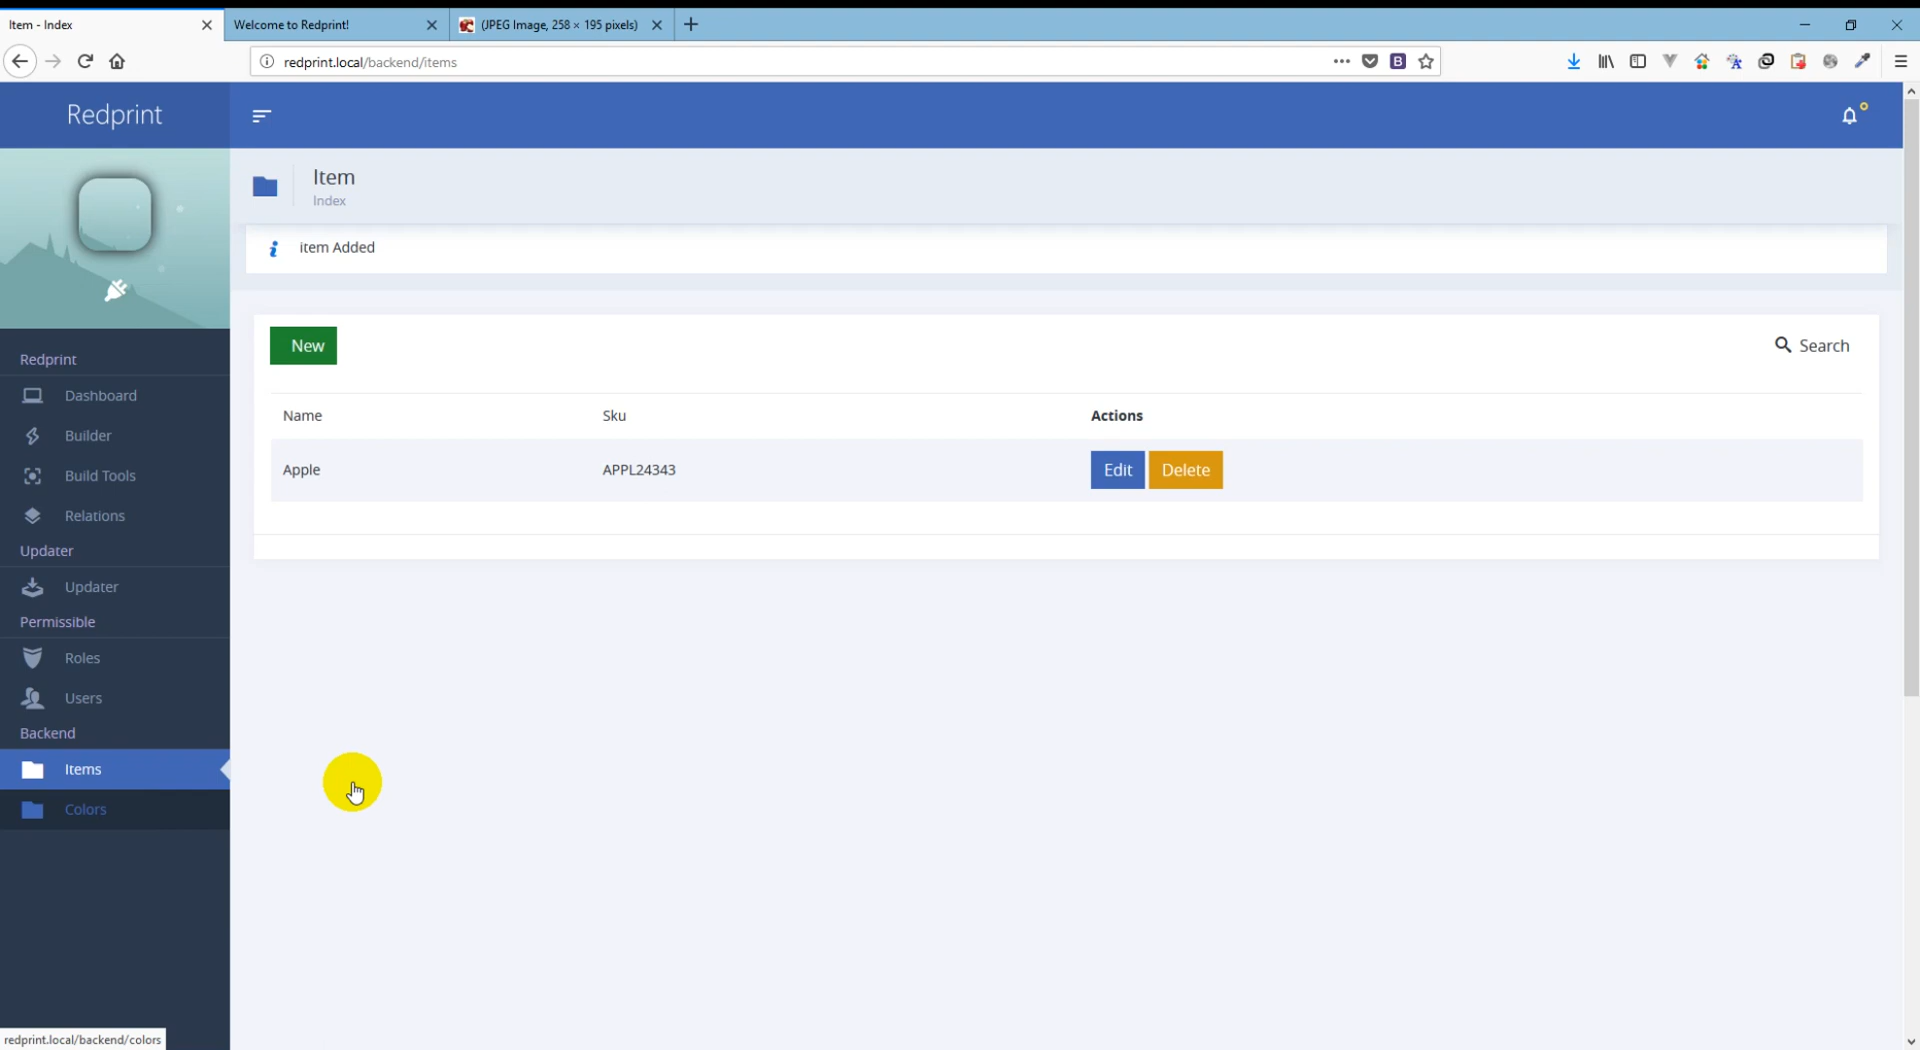 Item - Index
Welcome to Redprint!
(JPEG Image, 258 × 195 pixels)
redprint.local/backend/items
B
Redprint
Item
Index
item Added
New
Search
Name Sku Actions
Apple APPL24343 Edit Delete
Redprint
Dashboard
Builder
Build Tools
Relations
Updater
Updater
Permissible
Roles
Users
Backend
Items
Colors
redprint.local/backend/colors